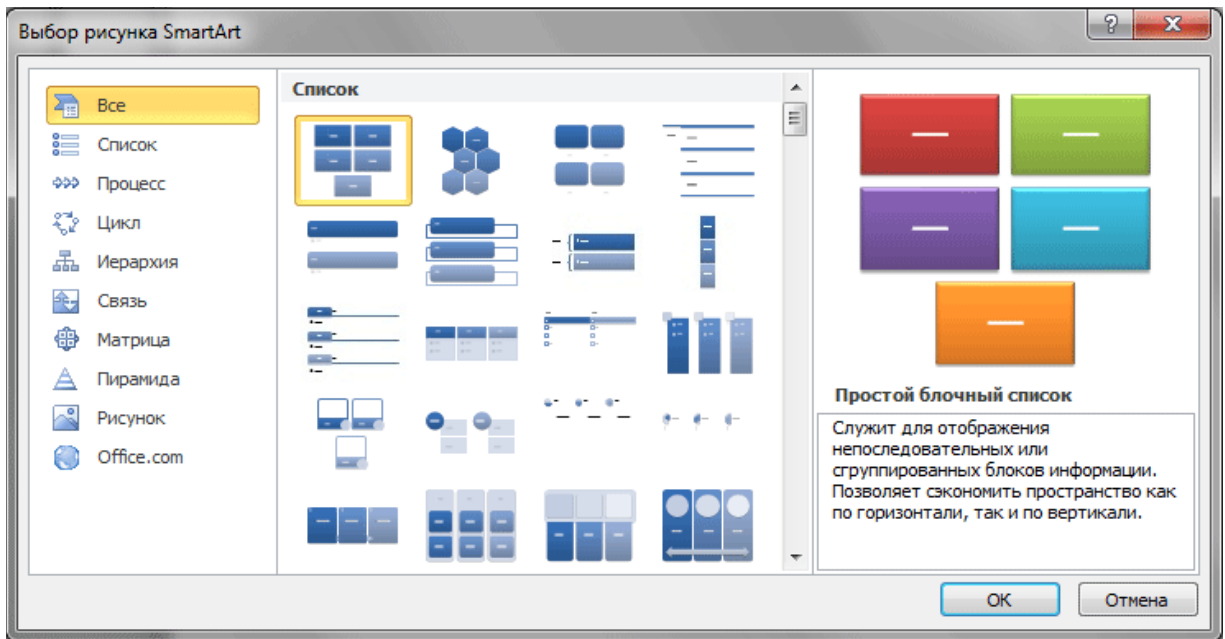 Выбор рисунка SmartArt
Все
Список
Процесс
Цикл
Иерархия
Связь
Матрица
Пирамида
Рисунок
Office.com
Список
Простой блочный список
Служит для отображения
непоследовательных или
сгруппированных блоков информации.
Позволяет сэкономить пространство как
по горизонтали, так и по вертикали.
ОК
Отмена